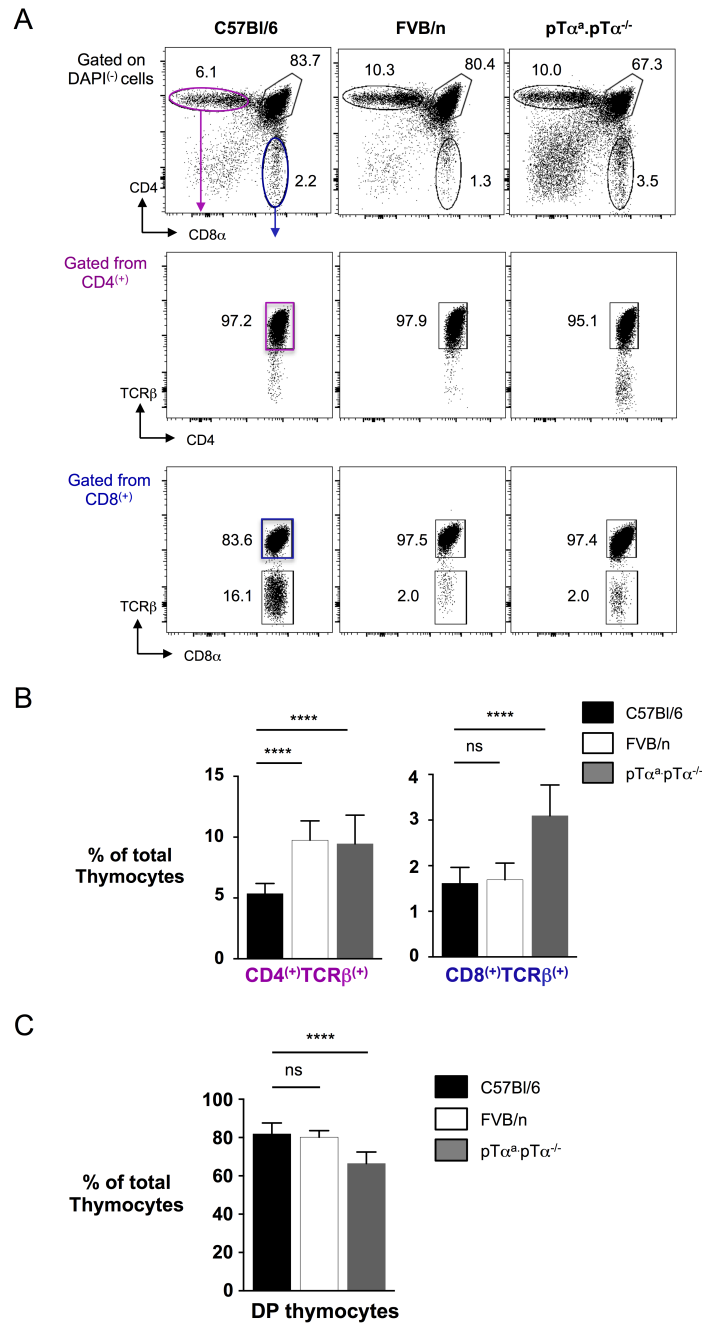 A
C57Bl/6 FVB/n pTαᵃ.pTα⁻/⁻
Gated on
DAPI⁽⁻⁾ cells
6.1 83.7 10.3 80.4 10.0 67.3
2.2 1.3 3.5
CD4
CD8α
Gated from
CD4⁽⁺⁾
97.2 97.9 95.1
TCRβ
CD4
Gated from
CD8⁽⁺⁾
83.6 97.5 97.4
16.1 2.0 2.0
TCRβ
CD8α
B
C57Bl/6
FVB/n
pTαᵃ·pTα⁻/⁻
**** ****
**** ns
% of total
Thymocytes
15
10
5
0
CD4⁽⁺⁾TCRβ⁽⁺⁾
4
3
2
1
0
CD8⁽⁺⁾TCRβ⁽⁺⁾
C
****
ns
C57Bl/6
FVB/n
pTαᵃ·pTα⁻/⁻
% of total
Thymocytes
100
80
60
40
20
0
DP thymocytes